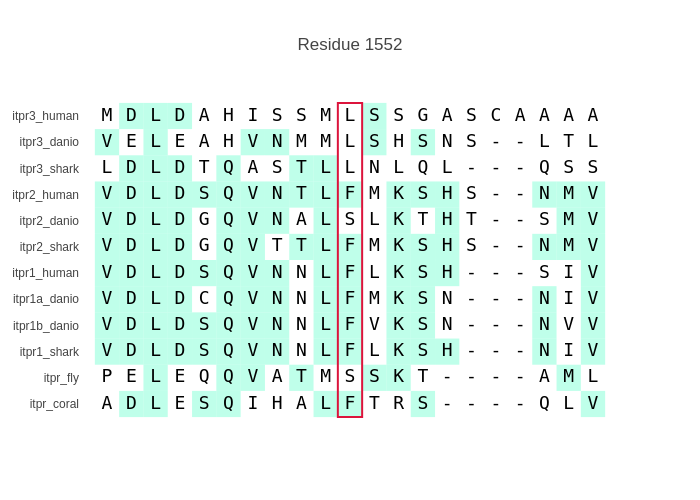 Residue 1552
itpr3_human M D L D A H I S S M L S S G A S C A A A A
itpr3_danio V E L E A H V N M M L S H S N S - - L T L
itpr3_shark L D L D T Q A S T L L N L Q L - - - Q S S
itpr2_human V D L D S Q V N T L F M K S H S - - N M V
itpr2_danio V D L D G Q V N A L S L K T H T - - S M V
itpr2_shark V D L D G Q V T T L F M K S H S - - N M V
itpr1_human V D L D S Q V N N L F L K S H - - - S I V
itpr1a_danio V D L D C Q V N N L F M K S N - - - N I V
itpr1b_danio V D L D S Q V N N L F V K S N - - - N V V
itpr1_shark V D L D S Q V N N L F L K S H - - - N I V
itpr_fly P E L E Q Q V A T M S S K T - - - - A M L
itpr_coral A D L E S Q I H A L F T R S - - - - Q L V